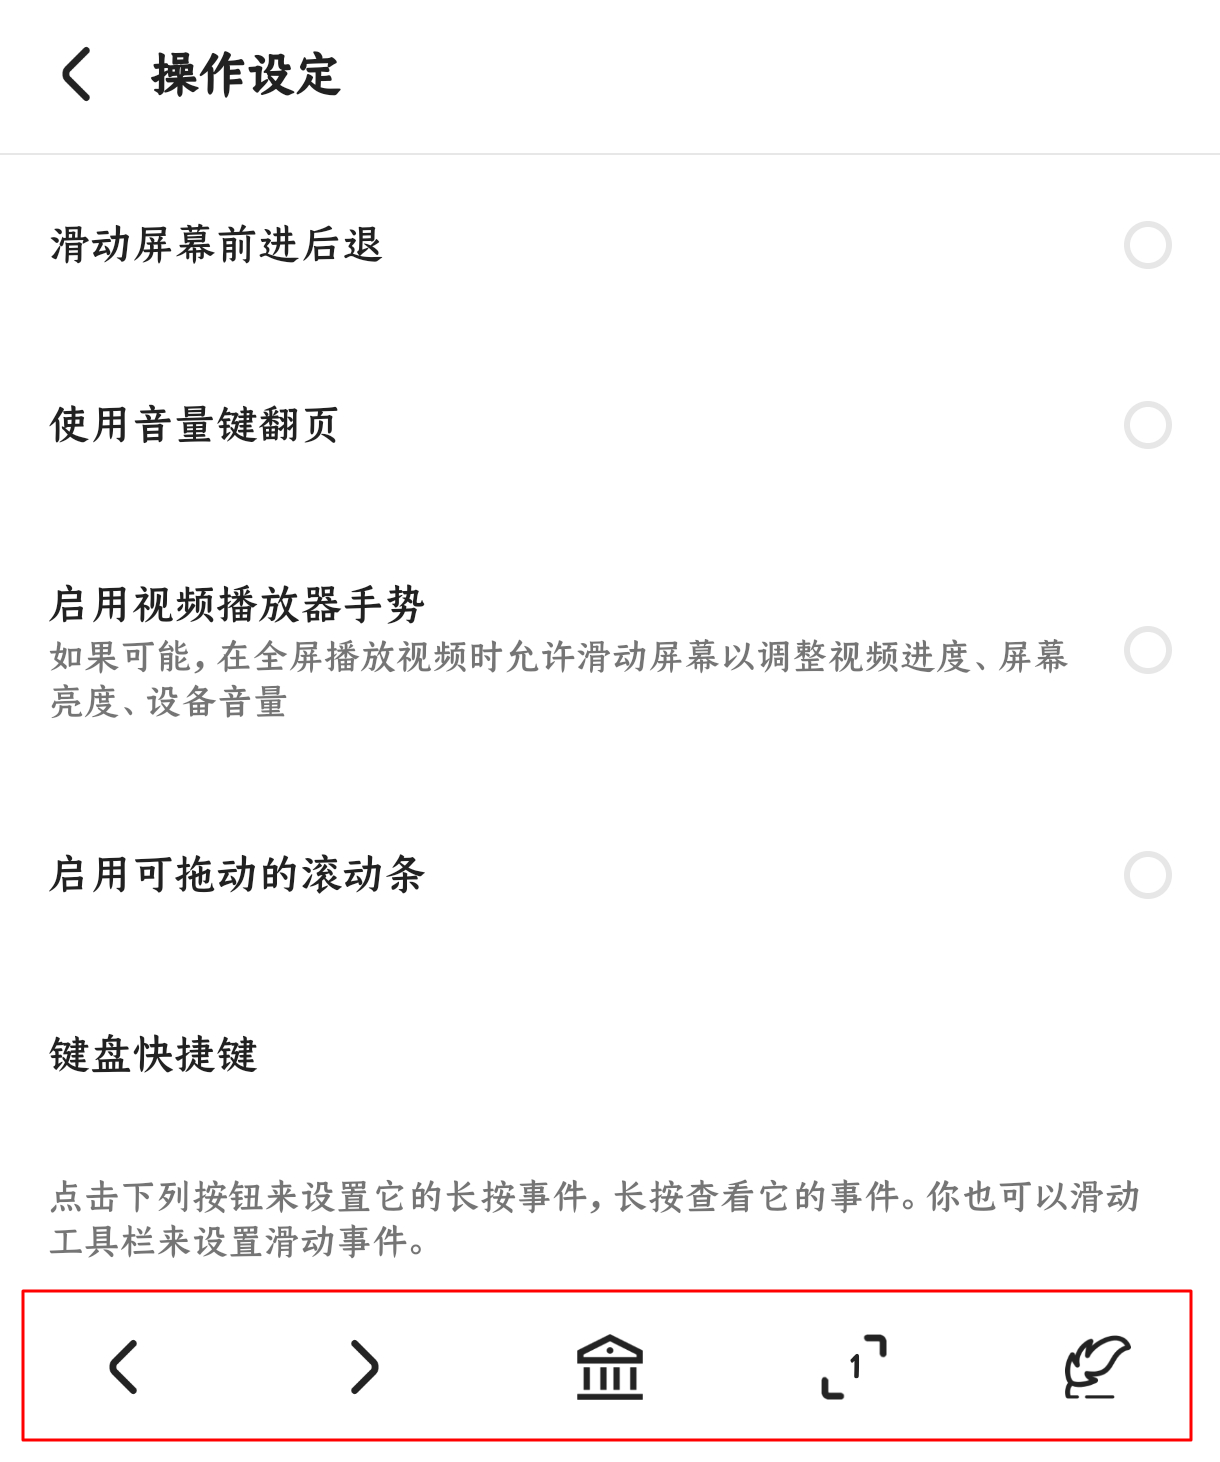 操作设定
滑动屏幕前进后退
使用音量键翻页
启用视频播放器手势
如果可能，在全屏播放视频时允许滑动屏幕以调整视频进度、屏幕
亮度、设备音量
启用可拖动的滚动条
键盘快捷键
点击下列按钮来设置它的长按事件，长按查看它的事件。你也可以滑动
工具栏来设置滑动事件。
1